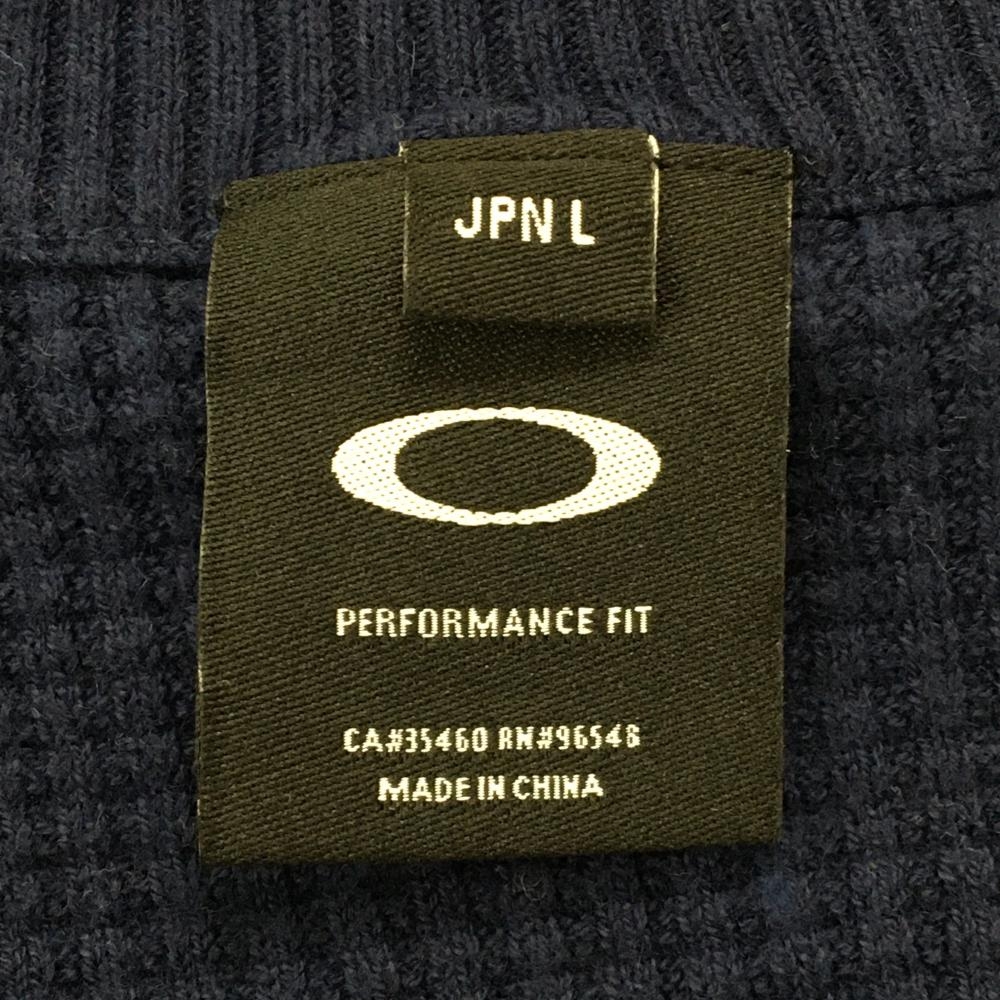 JPN L
PERFORMANCE FIT
CA#35460 RN#96548
MADE IN CHINA